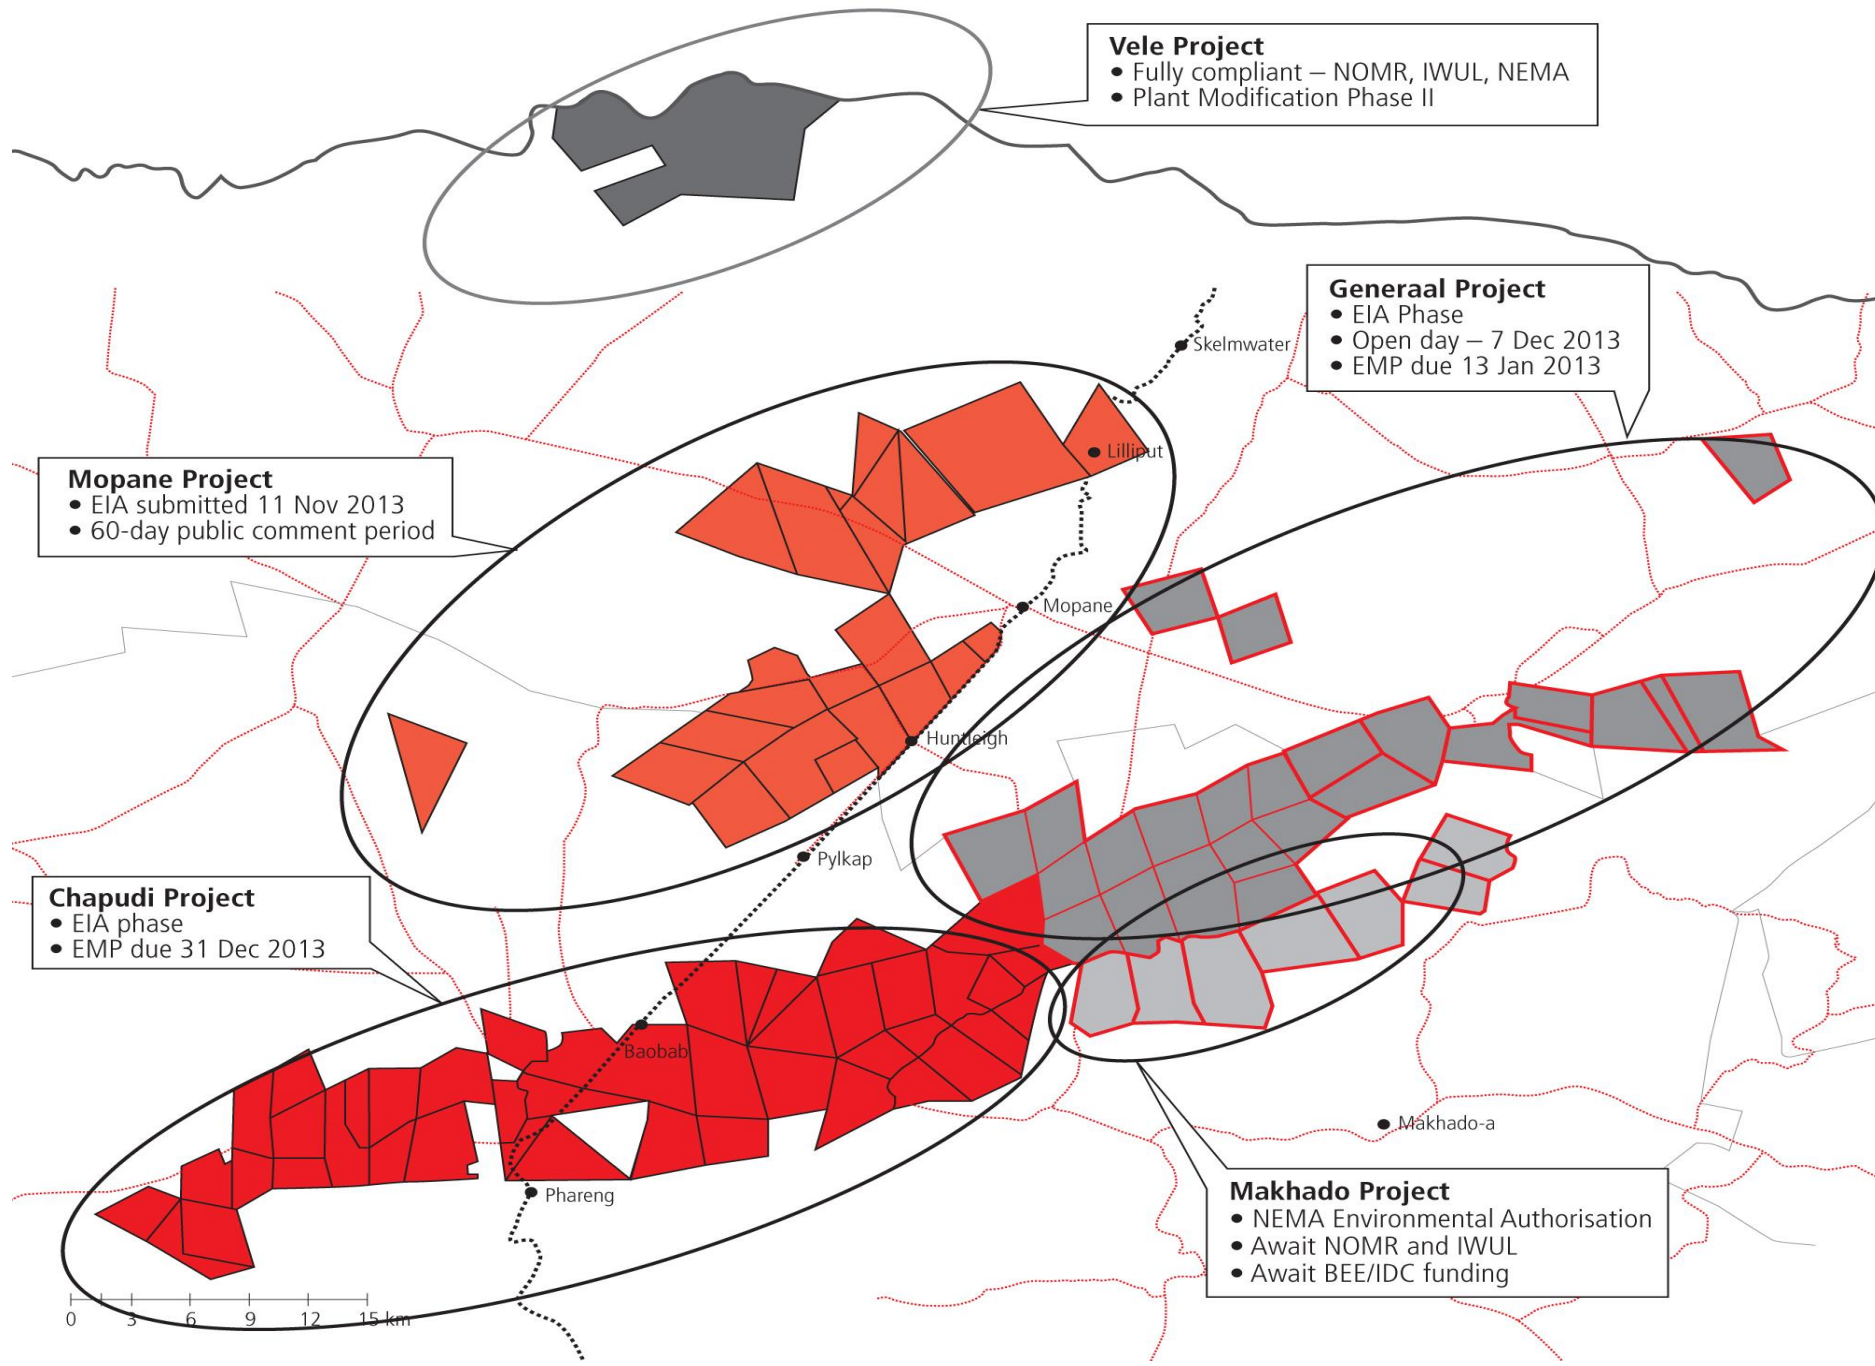 Vele Project
• Fully compliant – NOMR, IWUL, NEMA
• Plant Modification Phase II
Generaal Project
• EIA Phase
• Open day – 7 Dec 2013
• EMP due 13 Jan 2013
Skelmwater
Lilliput
Mopane Project
• EIA submitted 11 Nov 2013
• 60-day public comment period
Mopane
Huntleigh
Pylkap
Chapudi Project
• EIA phase
• EMP due 31 Dec 2013
Baobab
Makhado-a
Phareng
Makhado Project
• NEMA Environmental Authorisation
• Await NOMR and IWUL
• Await BEE/IDC funding
0 3 6 9 12 15 km